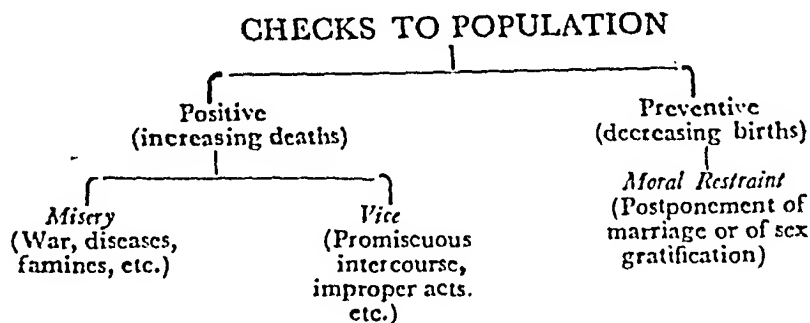 CHECKS TO POPULATION
Positive
(increasing deaths)
Preventive
(decreasing births)
Misery
(War, diseases,
famines, etc.)
Vice
(Promiscuous
intercourse,
improper acts.
etc.)
Moral Restraint
(Postponement of
marriage or of sex
gratification)